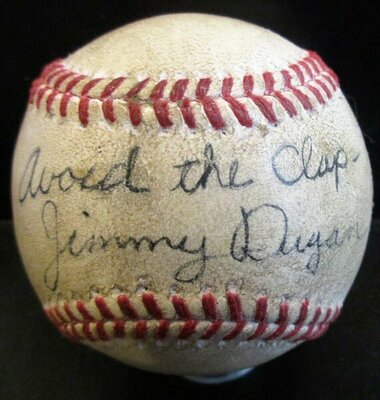 Avoid the Clap-
Jimmy Dugan